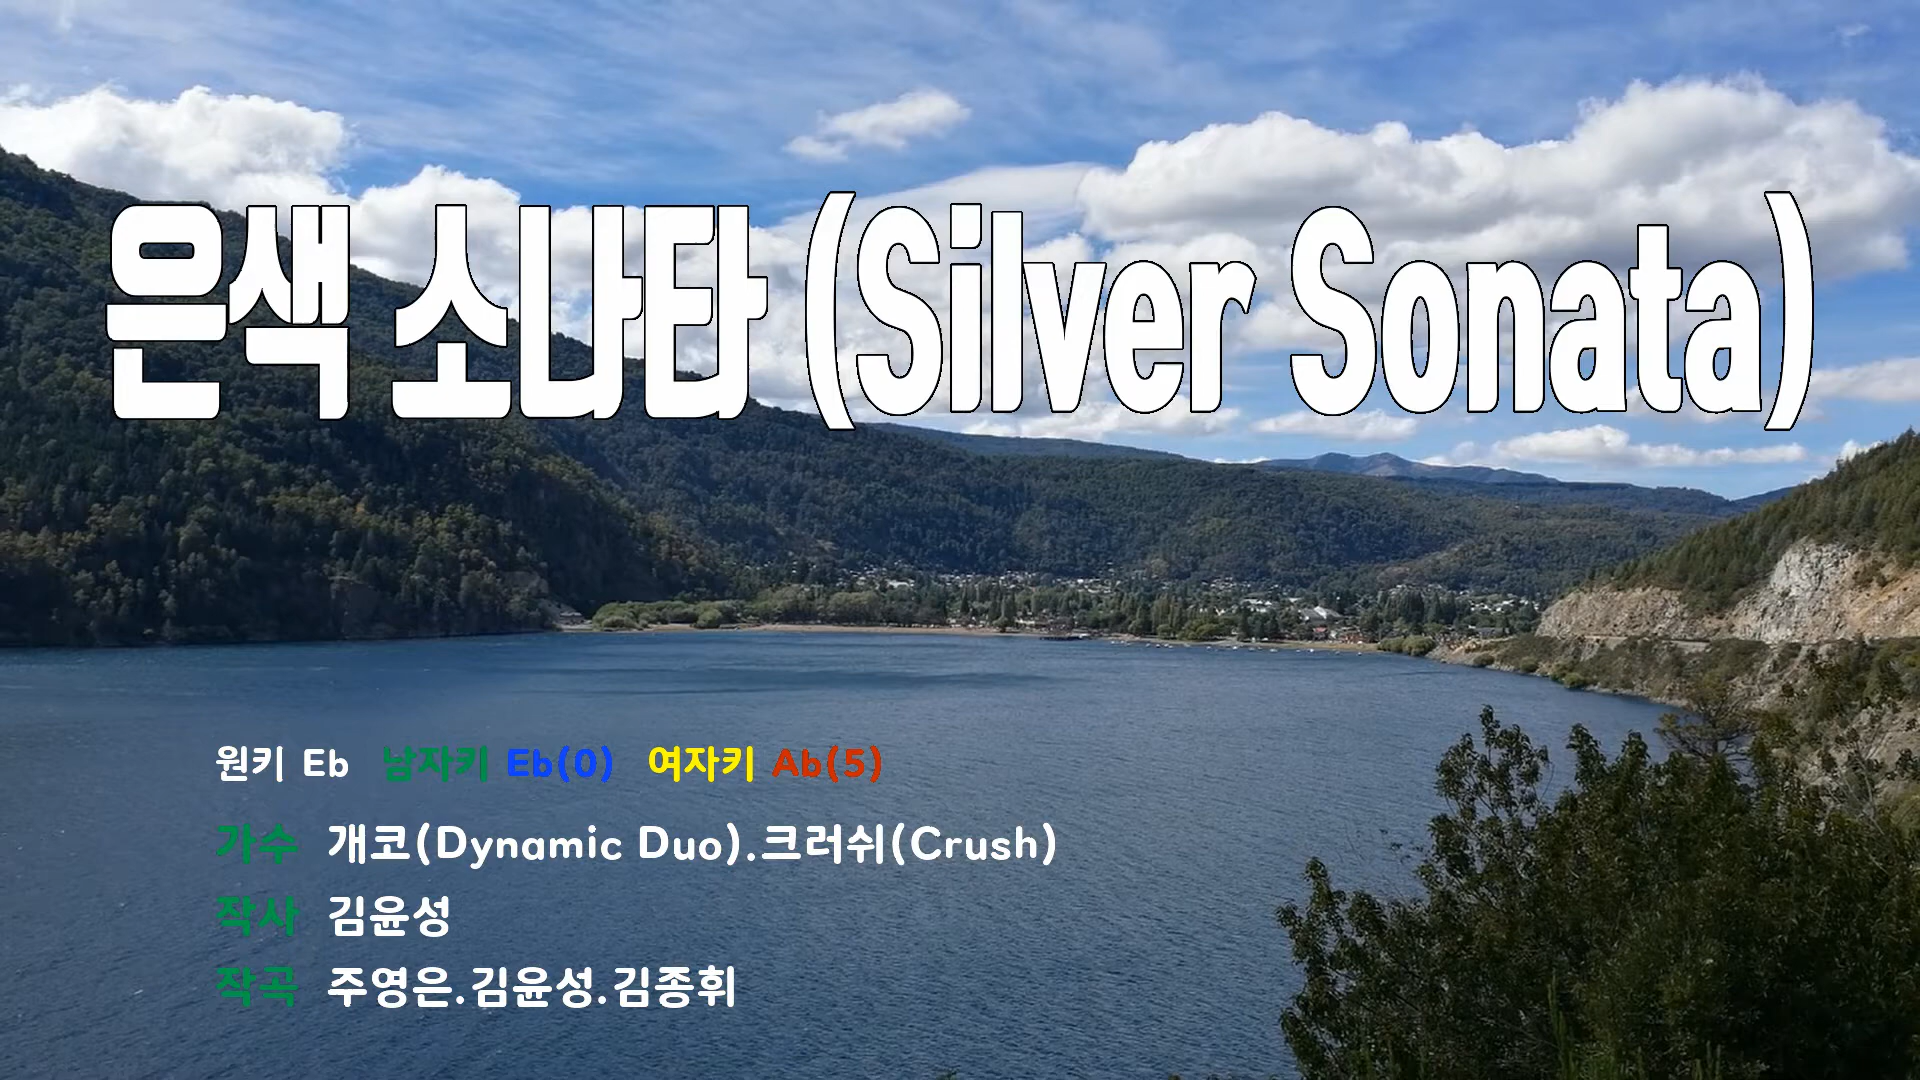 은색 소나타 (Silver Sonata)
원키 Eb 남자키 Eb(0) 여자키 Ab(5)
가수 개코(Dynamic Duo).크러쉬(Crush)
작사 김윤성
작곡 주영은.김윤성.김종휘